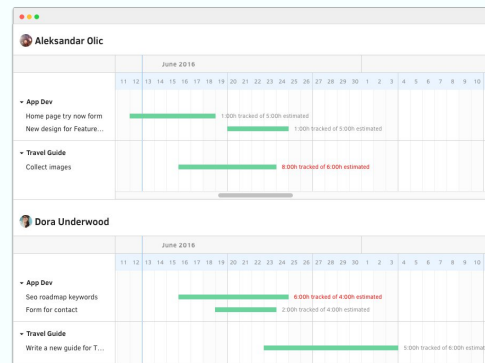 Aleksandar Olic
June 2016
11 12 13 14 15 16 17 18 19 20 21 22 23 24 25 26 27 28 29 30 1 2 3 4 5 6 7 8 9 10
App Dev
Home page try now form 1:00h tracked of 5:00h estimated
New design for Feature... 1:00h tracked of 5:00h estimated
Travel Guide
Collect images 8:00h tracked of 6:00h estimated
Dora Underwood
June 2016
11 12 13 14 15 16 17 18 19 20 21 22 23 24 25 26 27 28 29 30 1 2 3 4 5 6 7 8 9 10
App Dev
Seo roadmap keywords 6:00h tracked of 4:00h estimated
Form for contact 2:00h tracked of 4:00h estimated
Travel Guide
Write a new guide for T... 5:00h tracked of 6:00h estimat